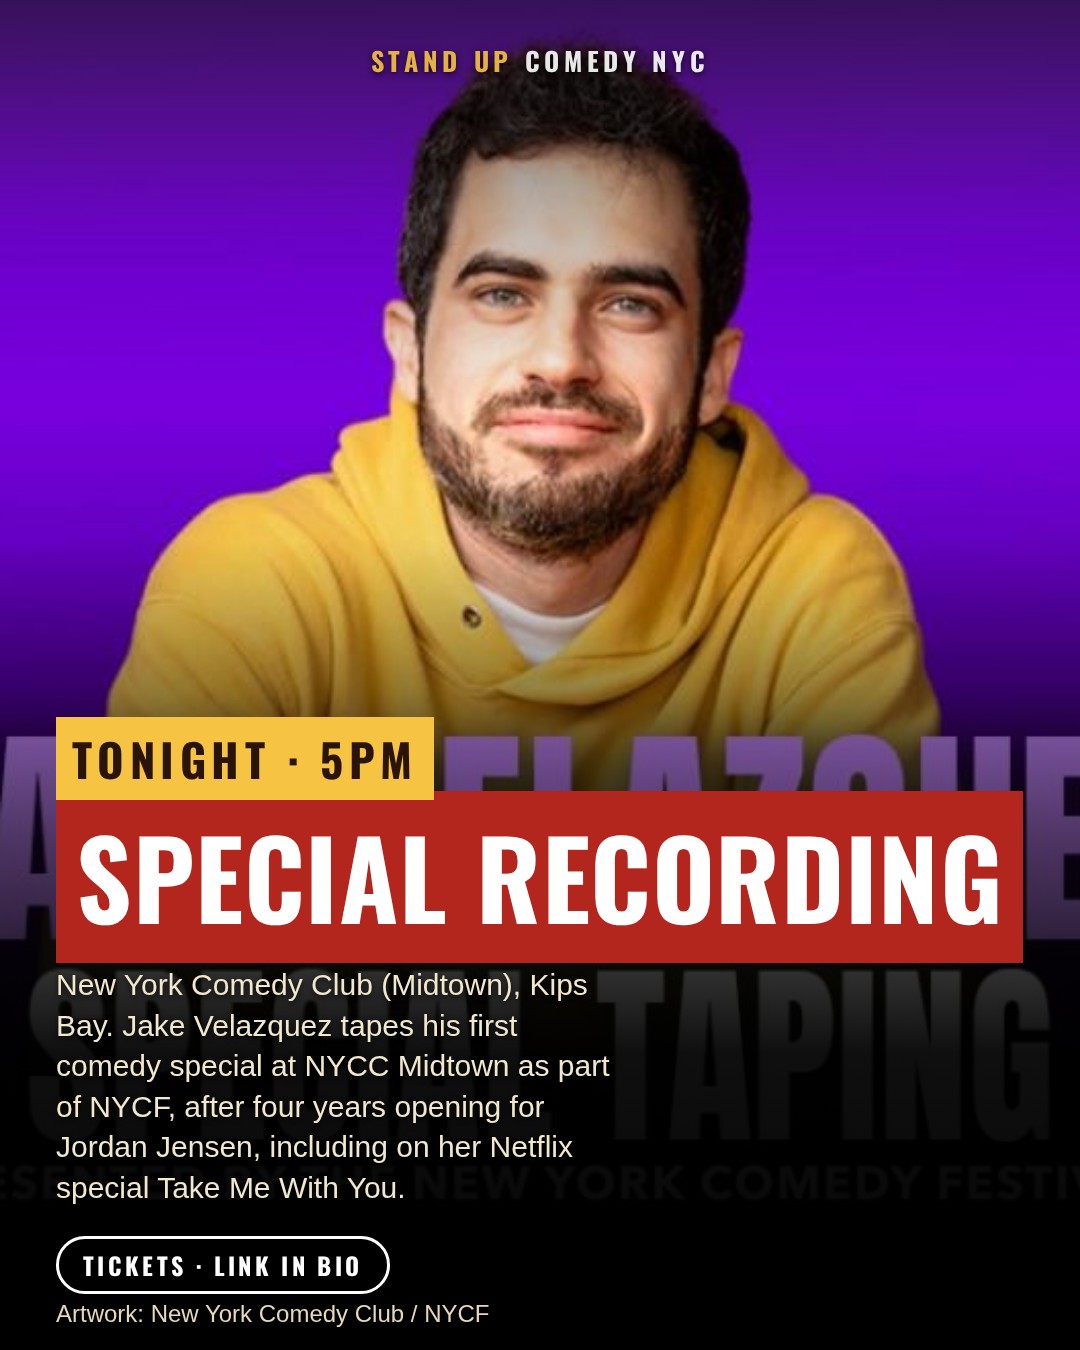 STAND UP COMEDY NYC
TONIGHT · 5PM
SPECIAL RECORDING
New York Comedy Club (Midtown), Kips
Bay. Jake Velazquez tapes his first
comedy special at NYCC Midtown as part
of NYCF, after four years opening for
Jordan Jensen, including on her Netflix
special Take Me With You.
SPECIAL TAPING
NEW YORK COMEDY
TICKETS · LINK IN BIO
Artwork: New York Comedy Club / NYCF